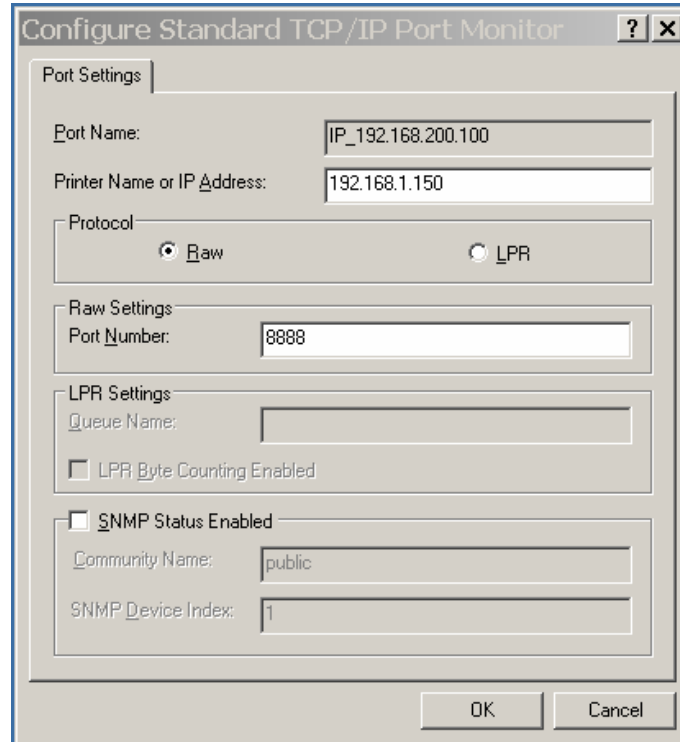 Configure Standard TCP/IP Port Monitor ? X
Port Settings
Port Name: IP_192.168.200.100
Printer Name or IP Address: 192.168.1.150
Protocol
Raw LPR
Raw Settings
Port Number: 8888
LPR Settings
Queue Name:
LPR Byte Counting Enabled
SNMP Status Enabled
Community Name: public
SNMP Device Index: 1
OK Cancel